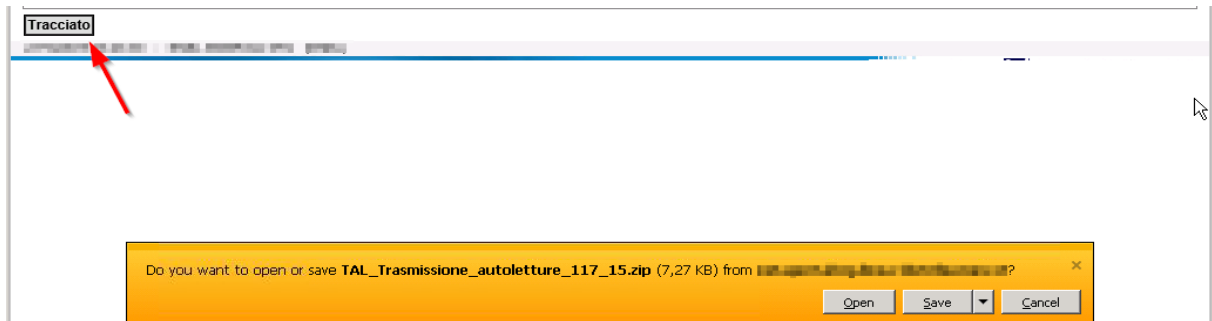 Tracciato
Do you want to open or save TAL_Trasmissione_autoletture_117_15.zip (7,27 KB) from ?
Open Save Cancel